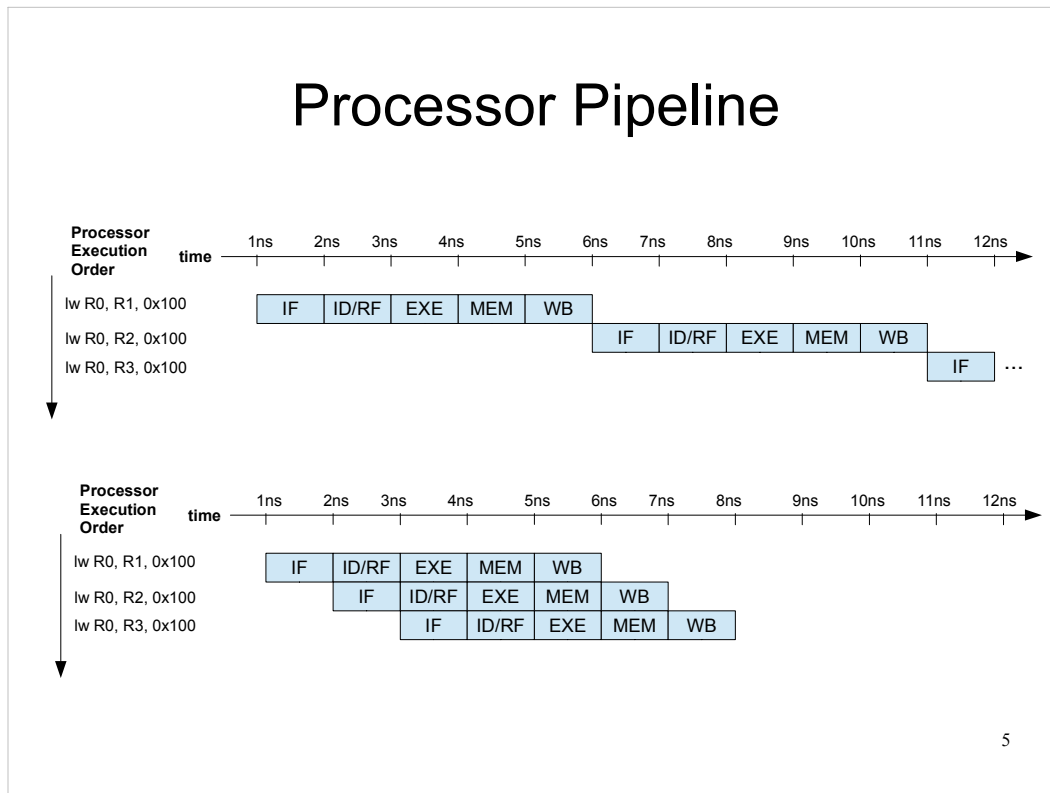 Processor Pipeline
Processor
Execution
Order
time
1ns 2ns 3ns 4ns 5ns 6ns 7ns 8ns 9ns 10ns 11ns 12ns
lw R0, R1, 0x100 IF ID/RF EXE MEM WB
lw R0, R2, 0x100 IF ID/RF EXE MEM WB
lw R0, R3, 0x100 IF ...
Processor
Execution
Order
time
1ns 2ns 3ns 4ns 5ns 6ns 7ns 8ns 9ns 10ns 11ns 12ns
lw R0, R1, 0x100 IF ID/RF EXE MEM WB
lw R0, R2, 0x100 IF ID/RF EXE MEM WB
lw R0, R3, 0x100 IF ID/RF EXE MEM WB
5